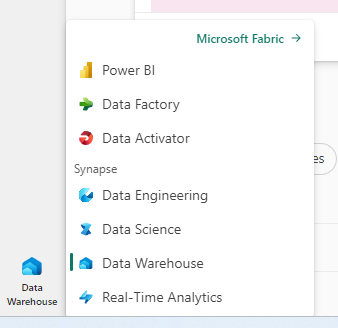 Microsoft Fabric →
Power BI
Data Factory
Data Activator
Synapse
Data Engineering
Data Science
Data Warehouse
Real-Time Analytics
Data
Warehouse
es